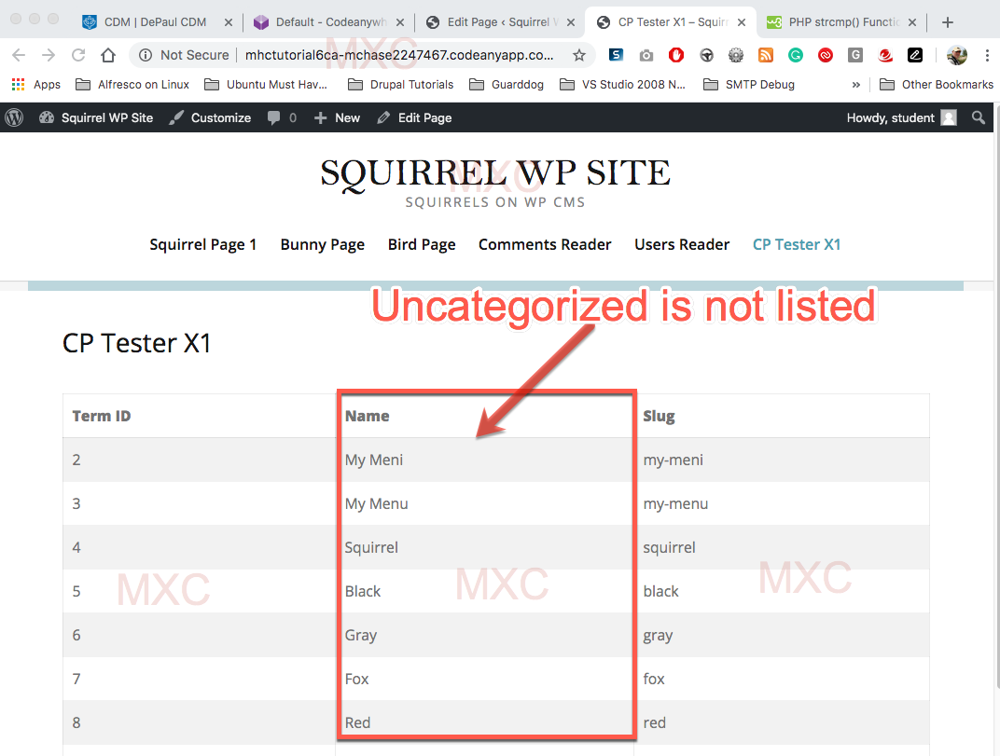 CDM | DePaul CDM
Default - Codeanywh
Edit Page ‹ Squirrel W
CP Tester X1 – Squirr
PHP strcmp() Functio
Not Secure
mhctutorial6ca-mchase2247467.codeanyapp.co...
Apps
Alfresco on Linux
Ubuntu Must Hav...
Drupal Tutorials
Guarddog
VS Studio 2008 N...
SMTP Debug
»
Other Bookmarks
Squirrel WP Site
Customize
0
New
Edit Page
Howdy, student
MXC
SQUIRREL WP SITE
MXC
SQUIRRELS ON WP CMS
Squirrel Page 1
Bunny Page
Bird Page
Comments Reader
Users Reader
CP Tester X1
Uncategorized is not listed
CP Tester X1
Term ID Name Slug
2 My Meni my-meni
3 My Menu my-menu
4 Squirrel squirrel
5 Black black
MXC MXC MXC
6 Gray gray
7 Fox fox
8 Red red